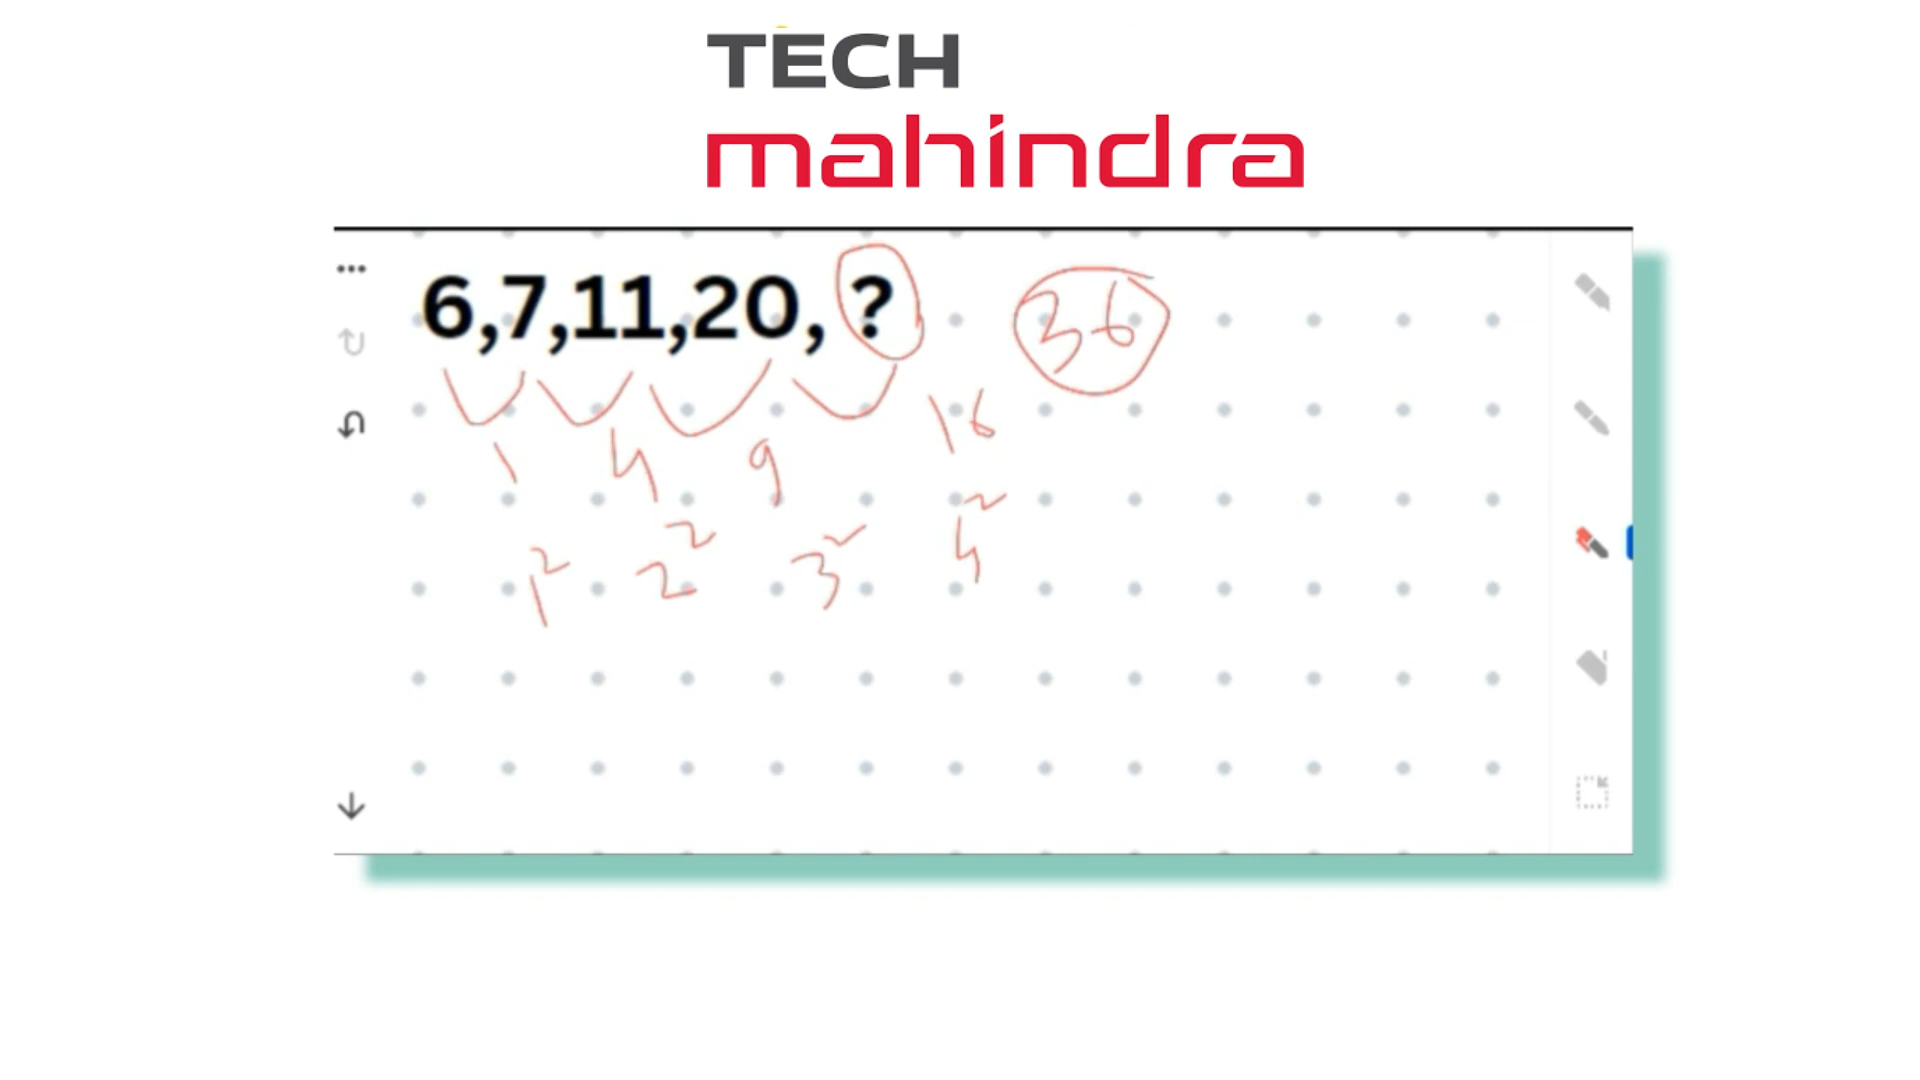 TECH
mahindra
6,7,11,20, ? 36
1 4 9 16
1² 2² 3² 4²